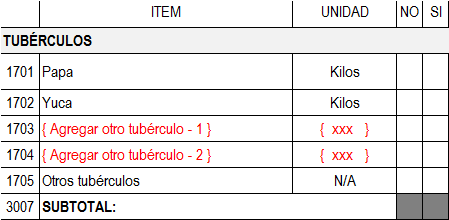 ITEM UNIDAD NO SI
TUBÉRCULOS
1701 Papa Kilos
1702 Yuca Kilos
1703 { Agregar otro tubérculo - 1 } { xxx }
1704 { Agregar otro tubérculo - 2 } { xxx }
1705 Otros tubérculos N/A
3007 SUBTOTAL: